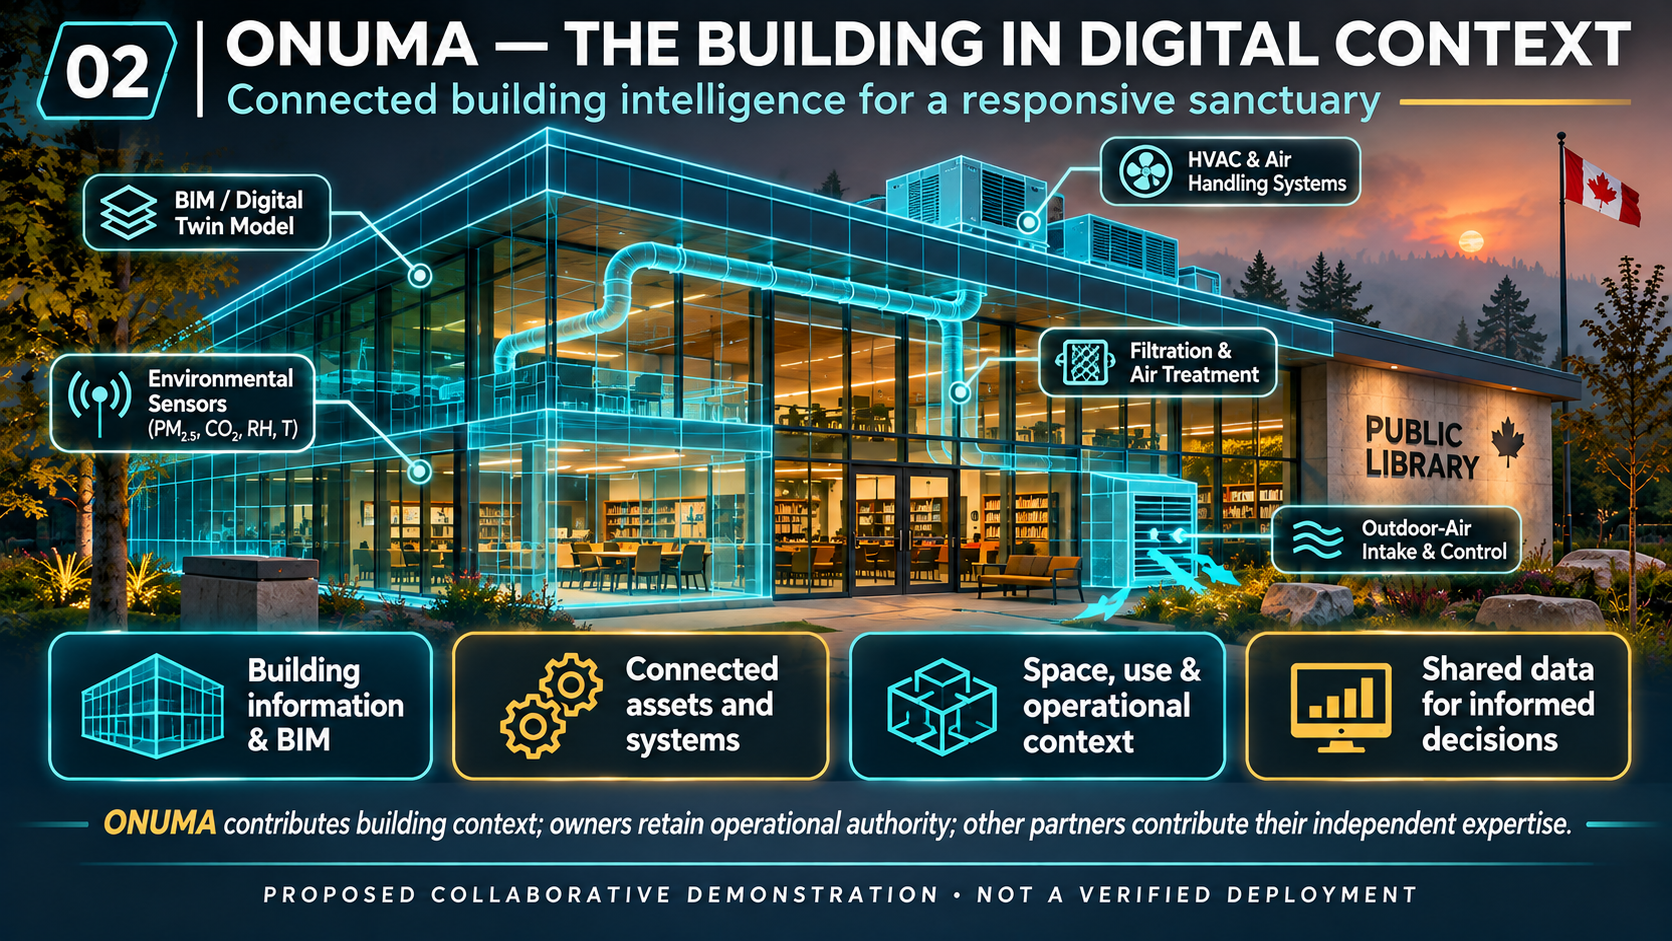 02
ONUMA — THE BUILDING IN DIGITAL CONTEXT
Connected building intelligence for a responsive sanctuary
BIM / Digital
Twin Model
HVAC & Air
Handling Systems
Environmental
Sensors
(PM2.5, CO2, RH, T)
Filtration &
Air Treatment
PUBLIC
LIBRARY
Outdoor-Air
Intake & Control
Building
information
& BIM
Connected
assets and
systems
Space, use &
operational
context
Shared data
for informed
decisions
ONUMA contributes building context; owners retain operational authority; other partners contribute their independent expertise.
PROPOSED COLLABORATIVE DEMONSTRATION • NOT A VERIFIED DEPLOYMENT